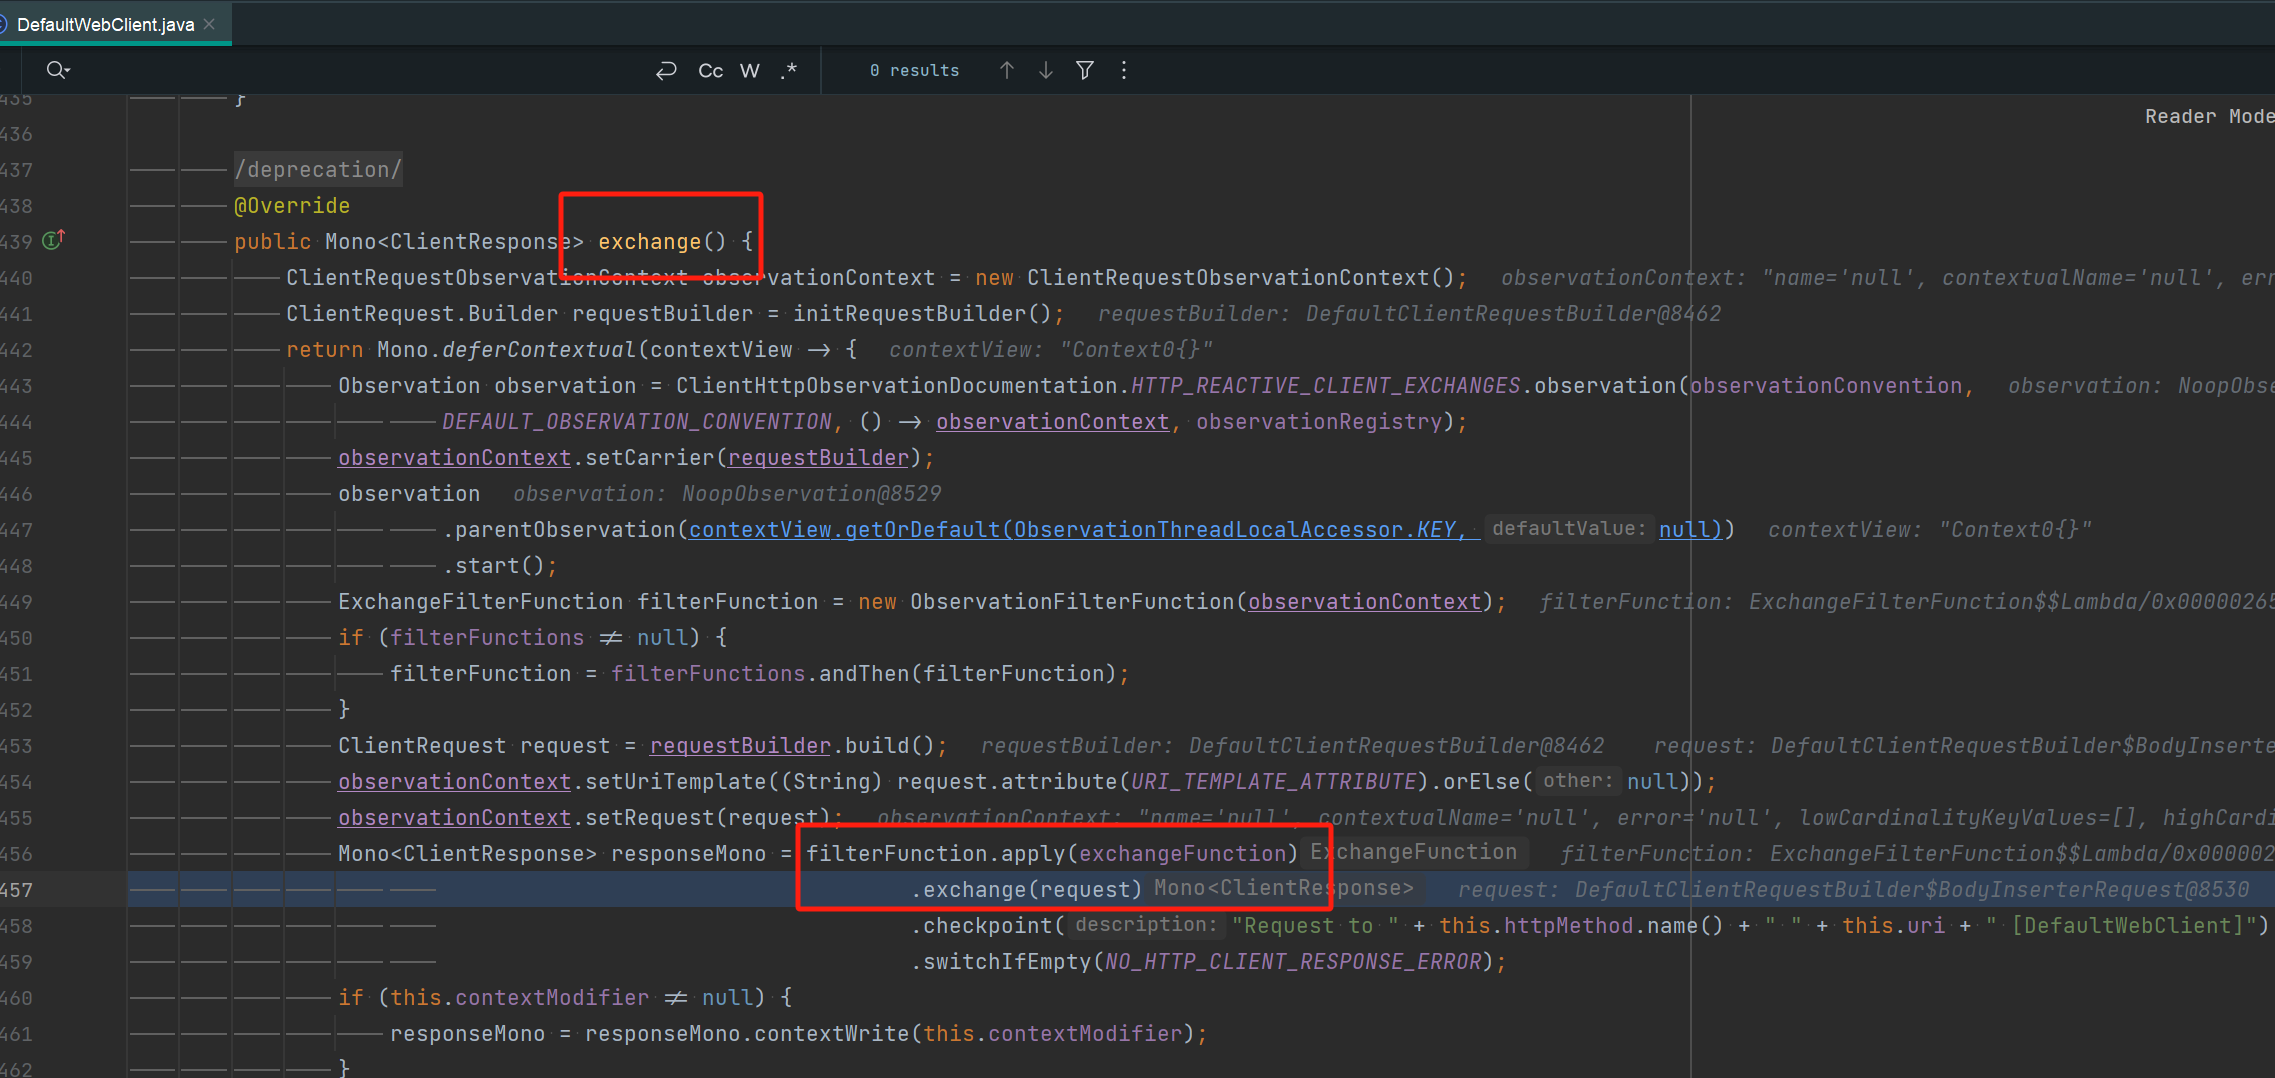 DefaultWebClient.java
Cc W .* 0 results
435 }
Reader Mode
436
437 /deprecation/
438 @Override
439 public Mono<ClientResponse> exchange() {
440 ClientRequestObservationContext observationContext = new ClientRequestObservationContext(); observationContext: "name='null', contextualName='null', err
441 ClientRequest.Builder requestBuilder = initRequestBuilder(); requestBuilder: DefaultClientRequestBuilder@8462
442 return Mono.deferContextual(contextView -> { contextView: "Context0{}"
443 Observation observation = ClientHttpObservationDocumentation.HTTP_REACTIVE_CLIENT_EXCHANGES.observation(observationConvention, observation: NoopObse
444 DEFAULT_OBSERVATION_CONVENTION, () -> observationContext, observationRegistry);
445 observationContext.setCarrier(requestBuilder);
446 observation observation: NoopObservation@8529
447 .parentObservation(contextView.getOrDefault(ObservationThreadLocalAccessor.KEY, defaultValue: null)) contextView: "Context0{}"
448 .start();
449 ExchangeFilterFunction filterFunction = new ObservationFilterFunction(observationContext); filterFunction: ExchangeFilterFunction$$Lambda/0x00000265
450 if (filterFunctions != null) {
451 filterFunction = filterFunctions.andThen(filterFunction);
452 }
453 ClientRequest request = requestBuilder.build(); requestBuilder: DefaultClientRequestBuilder@8462 request: DefaultClientRequestBuilder$BodyInserte
454 observationContext.setUriTemplate((String) request.attribute(URI_TEMPLATE_ATTRIBUTE).orElse( other: null));
455 observationContext.setRequest(request); observationContext: "name='null', contextualName='null', error='null', lowCardinalityKeyValues=[], highCardi
456 Mono<ClientResponse> responseMono = filterFunction.apply(exchangeFunction) ExchangeFunction filterFunction: ExchangeFilterFunction$$Lambda/0x000002
457 .exchange(request) Mono<ClientResponse> request: DefaultClientRequestBuilder$BodyInserterRequest@8530
458 .checkpoint( description: "Request to " + this.httpMethod.name() + " " + this.uri + " [DefaultWebClient]")
459 .switchIfEmpty(NO_HTTP_CLIENT_RESPONSE_ERROR);
460 if (this.contextModifier != null) {
461 responseMono = responseMono.contextWrite(this.contextModifier);
462 }